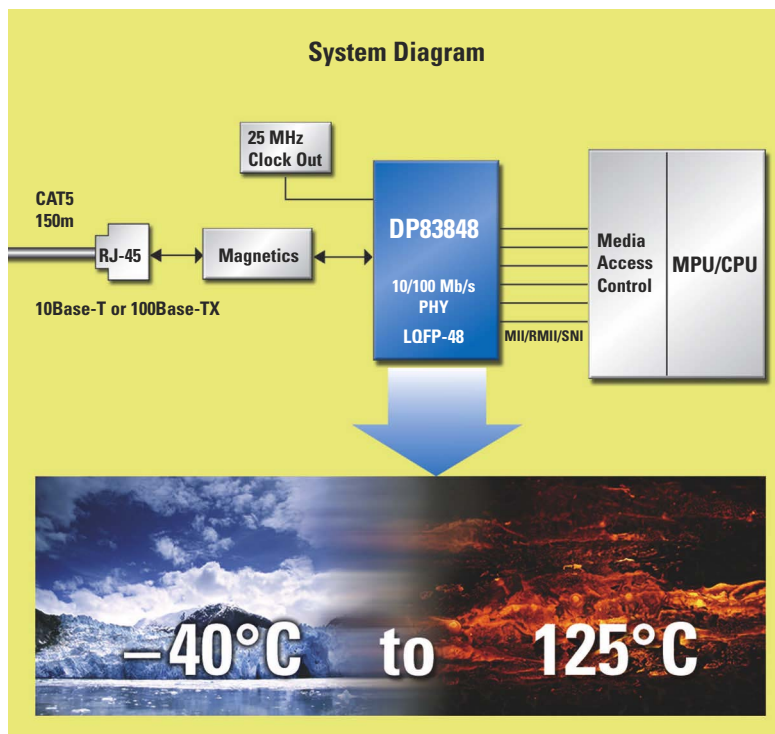 System Diagram
25 MHz
Clock Out
CAT5
150m
RJ-45
Magnetics
10Base-T or 100Base-TX
DP83848
10/100 Mb/s
PHY
LQFP-48
MII/RMII/SNI
Media
Access
Control
MPU/CPU
–40°C to 125°C